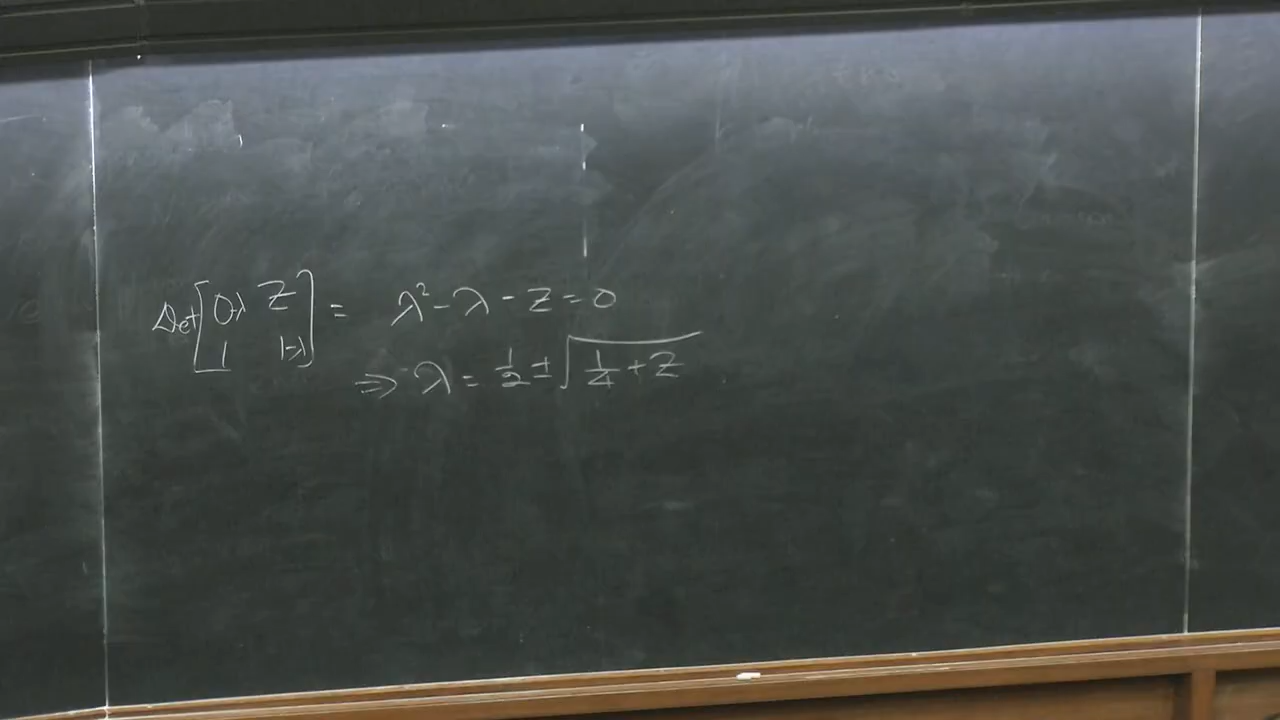 Det[0-λ Z
1 1-λ] = λ² - λ - Z = 0
⇒ λ = 1/2 ± √(1/4 + Z)